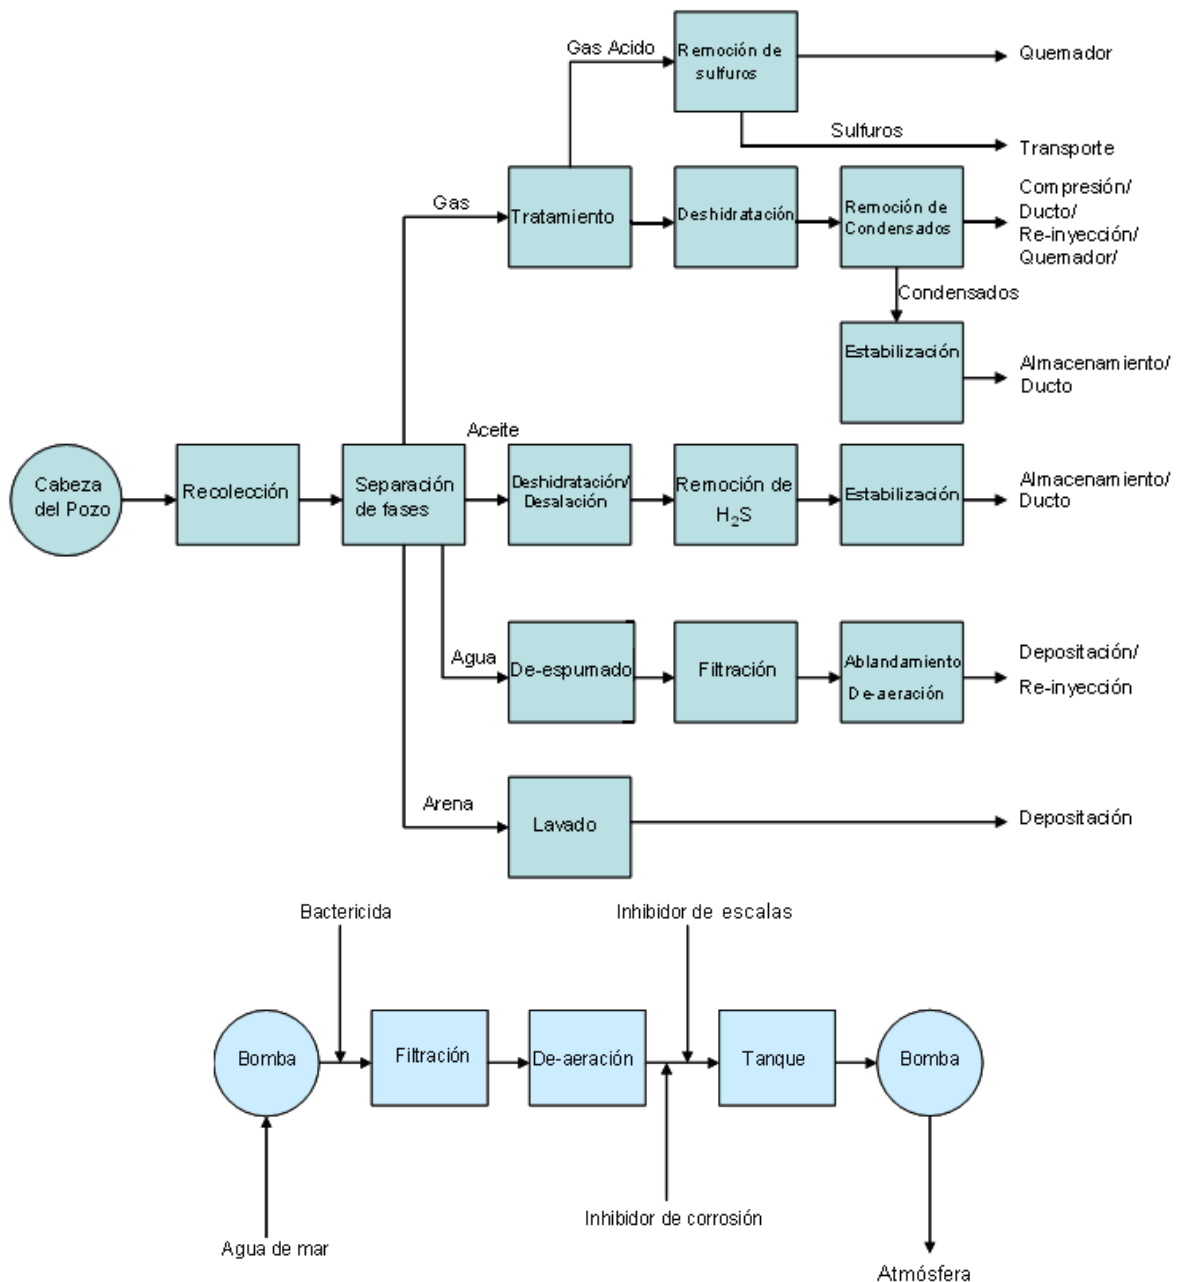 Gas Acido
Remoción de
sulfuros
Quemador
Sulfuros
Transporte
Gas
Tratamiento
Deshidratación
Remoción de
Condensados
Compresión/
Ducto/
Re-inyección/
Quemador/
Condensados
Estabilización
Almacenamiento/
Ducto
Aceite
Cabeza
del Pozo
Recolección
Separación
de fases
Deshidratación/
Desalación
Remoción de
H2S
Estabilización
Almacenamiento/
Ducto
Agua
De-espumado
Filtración
Ablandamiento
De-aeración
Depositación/
Re-inyección
Arena
Lavado
Depositación
Bactericida
Inhibidor de escalas
Bomba
Filtración
De-aeración
Tanque
Bomba
Inhibidor de corrosión
Agua de mar
Atmósfera